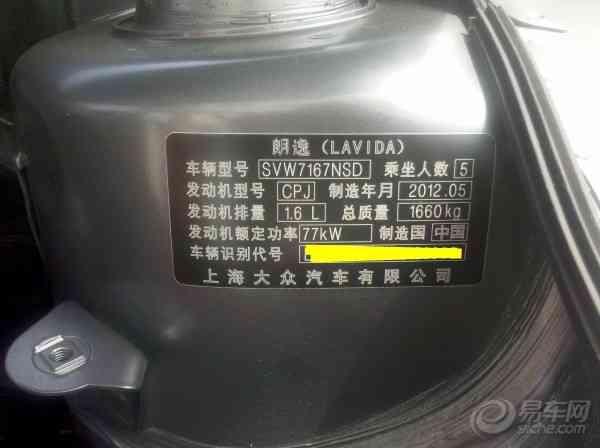 朗逸 (LAVIDA)
车辆型号 SVW7167NSD 乘坐人数 5
发动机型号 CPJ 制造年月 2012.05
发动机排量 1.6 L 总质量 1660kg
发动机额定功率 77kW 制造国 中国
车辆识别代号
上海大众汽车有限公司
易车网
yiche.com